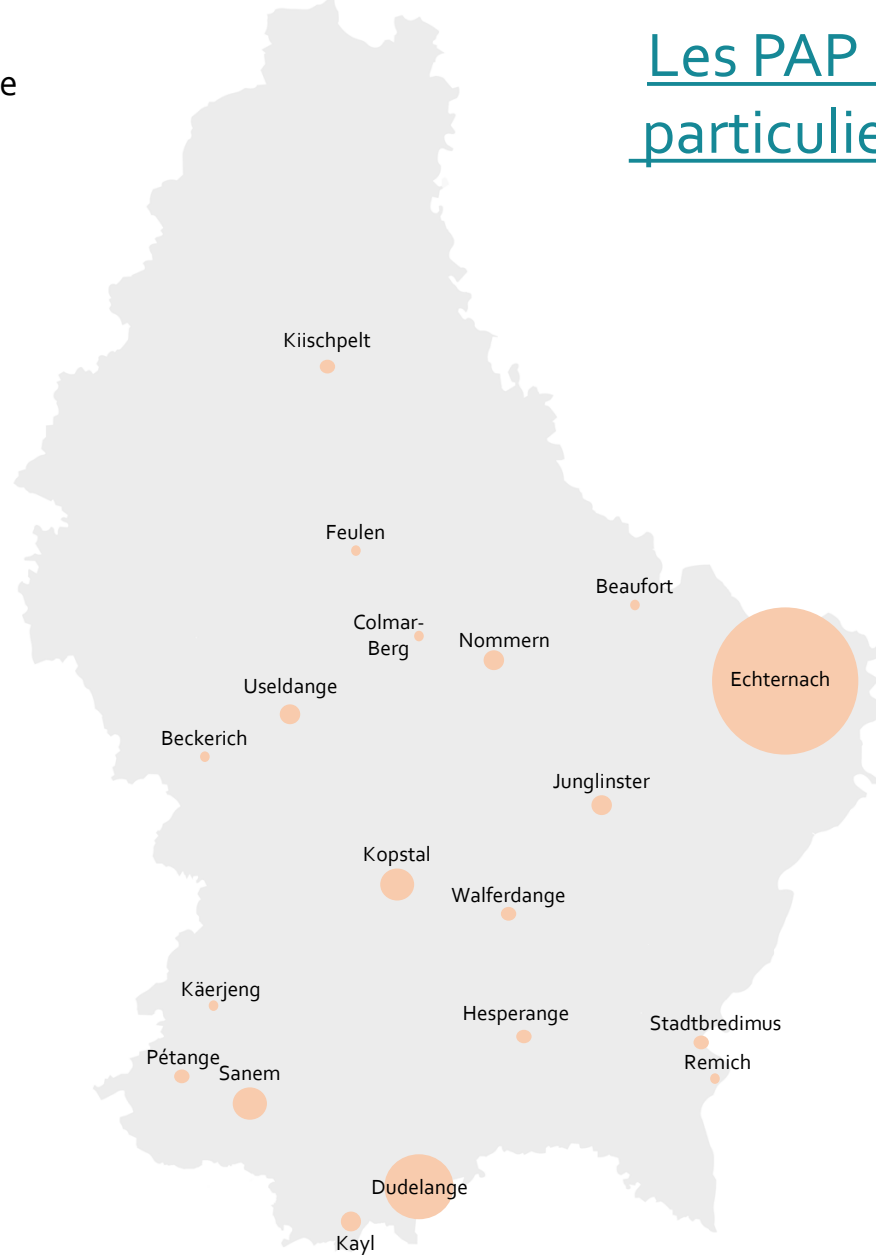 e
Les PAP
particulie
Kiischpelt
Feulen
Beaufort
Colmar-
Berg
Nommern
Echternach
Useldange
Beckerich
Junglinster
Kopstal
Walferdange
Käerjeng
Hesperange
Stadtbredimus
Pétange
Remich
Sanem
Dudelange
Kayl